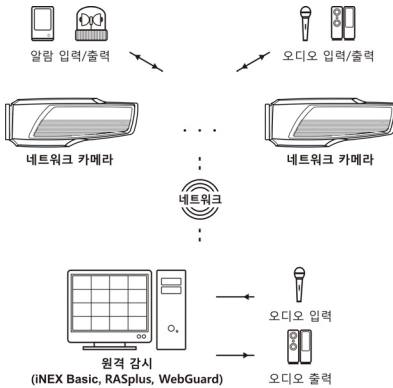 알람 입력/출력
오디오 입력/출력
네트워크 카메라
네트워크 카메라
네트워크
오디오 입력
원격 감시
(iNEX Basic, RASplus, WebGuard)
오디오 출력